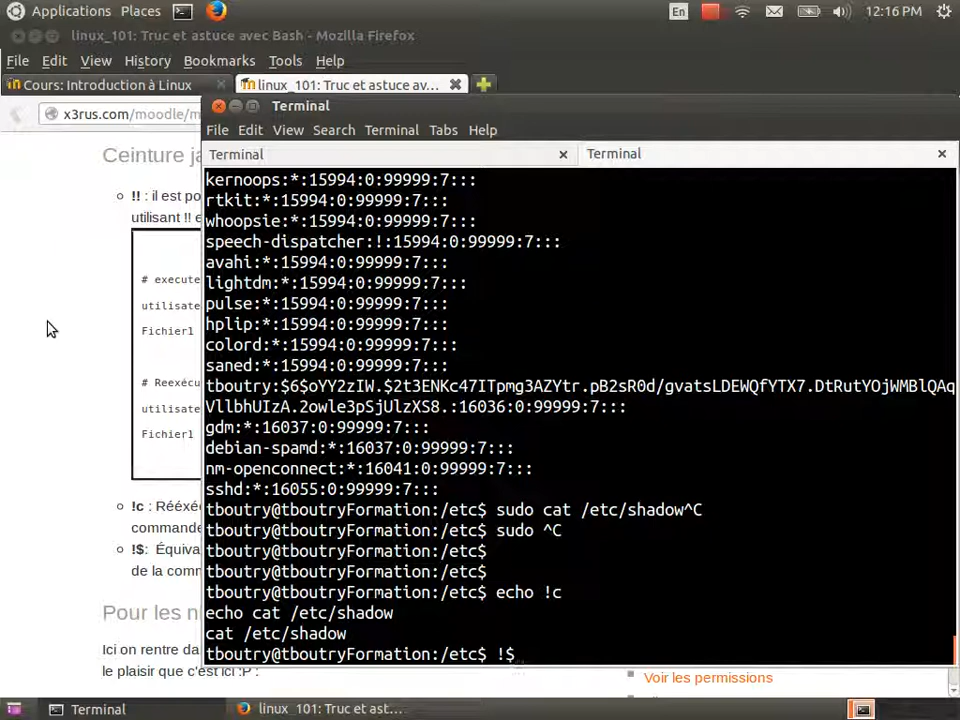 Applications Places En 12:16 PM
linux_101: Truc et astuce avec Bash - Mozilla Firefox
File Edit View History Bookmarks Tools Help
Cours: Introduction à Linux linux_101: Truc et astuce av...
x3rus.com/moodle/m
Terminal
File Edit View Search Terminal Tabs Help
Terminal Terminal
Ceinture ja
!! : il est po
utilisant !! e
# execute
utilisate
Fichier1
# Reexécu
utilisate
Fichier1
!c : Rééxé
commande
!$: Équiva
de la comm
Pour les n
Ici on rentre da
le plaisir que c'est ici :P :
kernoops:*:15994:0:99999:7:::
rtkit:*:15994:0:99999:7:::
whoopsie:*:15994:0:99999:7:::
speech-dispatcher:!:15994:0:99999:7:::
avahi:*:15994:0:99999:7:::
lightdm:*:15994:0:99999:7:::
pulse:*:15994:0:99999:7:::
hplip:*:15994:0:99999:7:::
colord:*:15994:0:99999:7:::
saned:*:15994:0:99999:7:::
tboutry:$6$oYY2zIW.$2t3ENKc47ITpmg3AZYtr.pB2sR0d/gvatsLDEWQfYTX7.DtRutYOjWMBlQAq
VllbhUIzA.2owle3pSjUlzXS8.:16036:0:99999:7:::
gdm:*:16037:0:99999:7:::
debian-spamd:*:16037:0:99999:7:::
nm-openconnect:*:16041:0:99999:7:::
sshd:*:16055:0:99999:7:::
tboutry@tboutryFormation:/etc$ sudo cat /etc/shadow^C
tboutry@tboutryFormation:/etc$ sudo ^C
tboutry@tboutryFormation:/etc$
tboutry@tboutryFormation:/etc$
tboutry@tboutryFormation:/etc$ echo !c
echo cat /etc/shadow
cat /etc/shadow
tboutry@tboutryFormation:/etc$ !$
Voir les permissions
Terminal linux_101: Truc et ast...